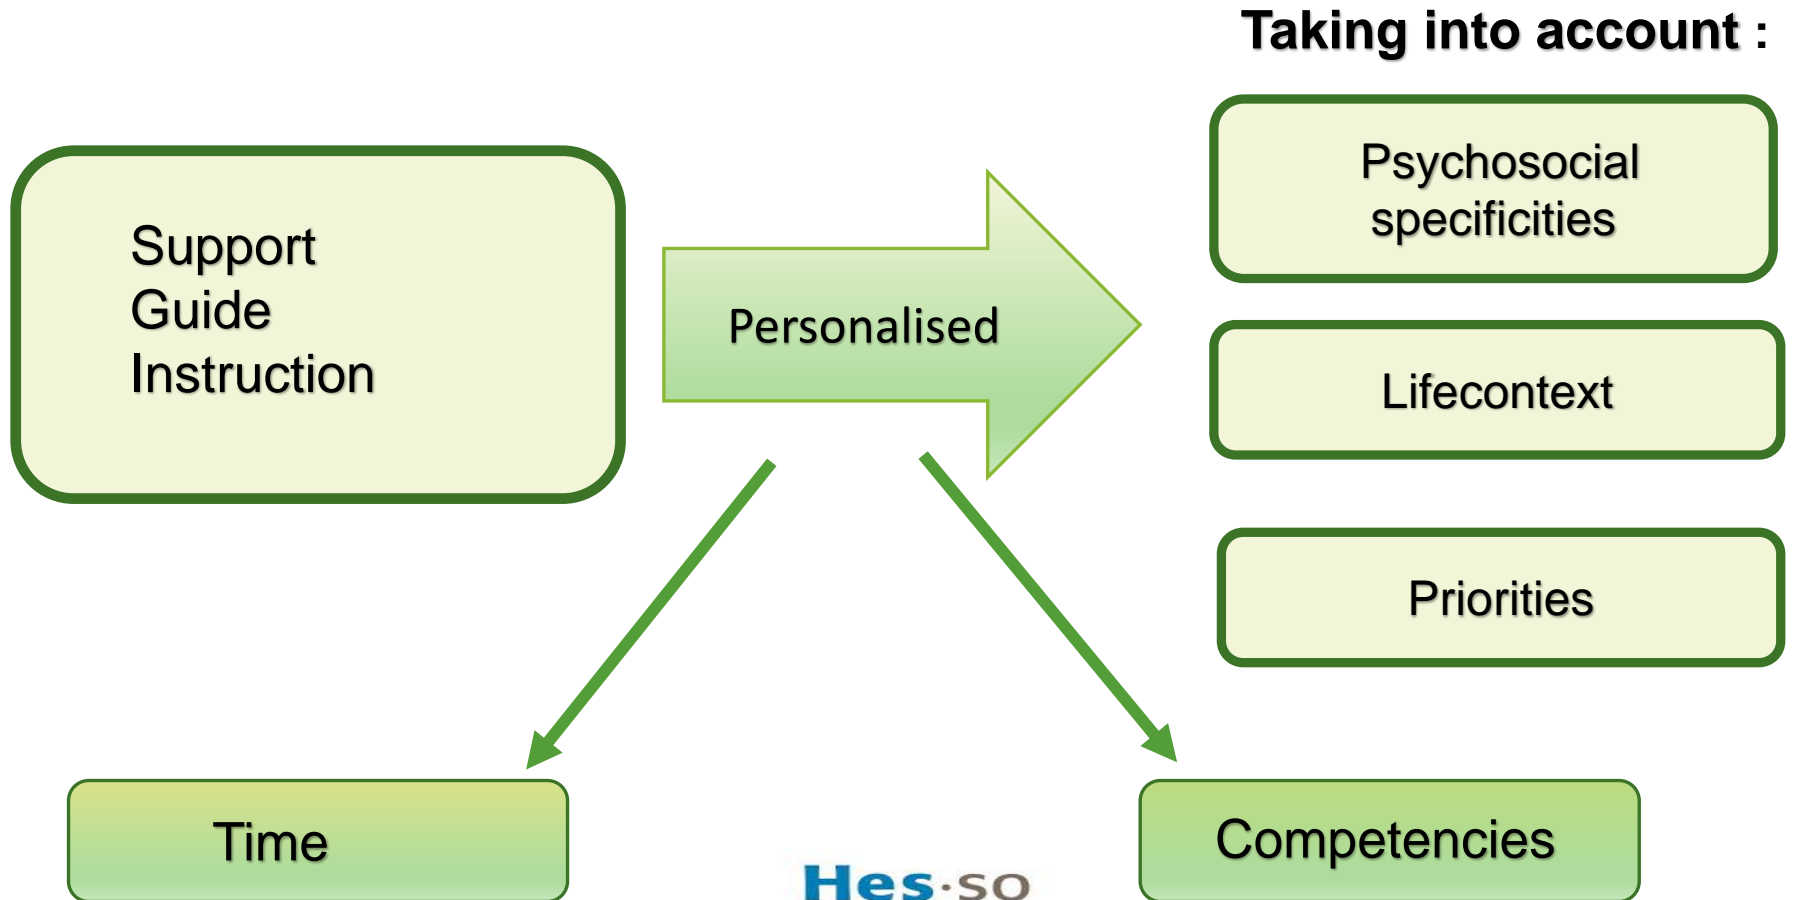 Taking into account :
Support
Guide
Instruction
Personalised
Psychosocial
specificities
Lifecontext
Priorities
Time
Competencies
Hes·so